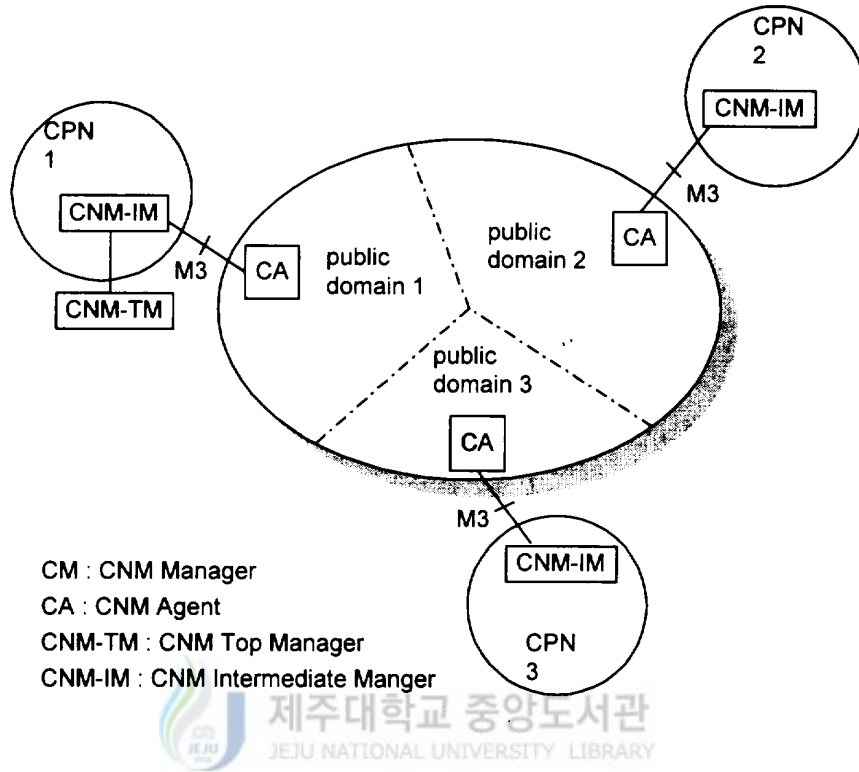 CPN
2
CNM-IM
M3
CPN
1
CNM-IM
M3
CNM-TM
CA
public
domain 1
public
domain 2
CA
public
domain 3
CA
M3
CNM-IM
CPN
3
CM : CNM Manager
CA : CNM Agent
CNM-TM : CNM Top Manager
CNM-IM : CNM Intermediate Manger
제주대학교 중앙도서관
JEJU NATIONAL UNIVERSITY LIBRARY
JEJU
1952